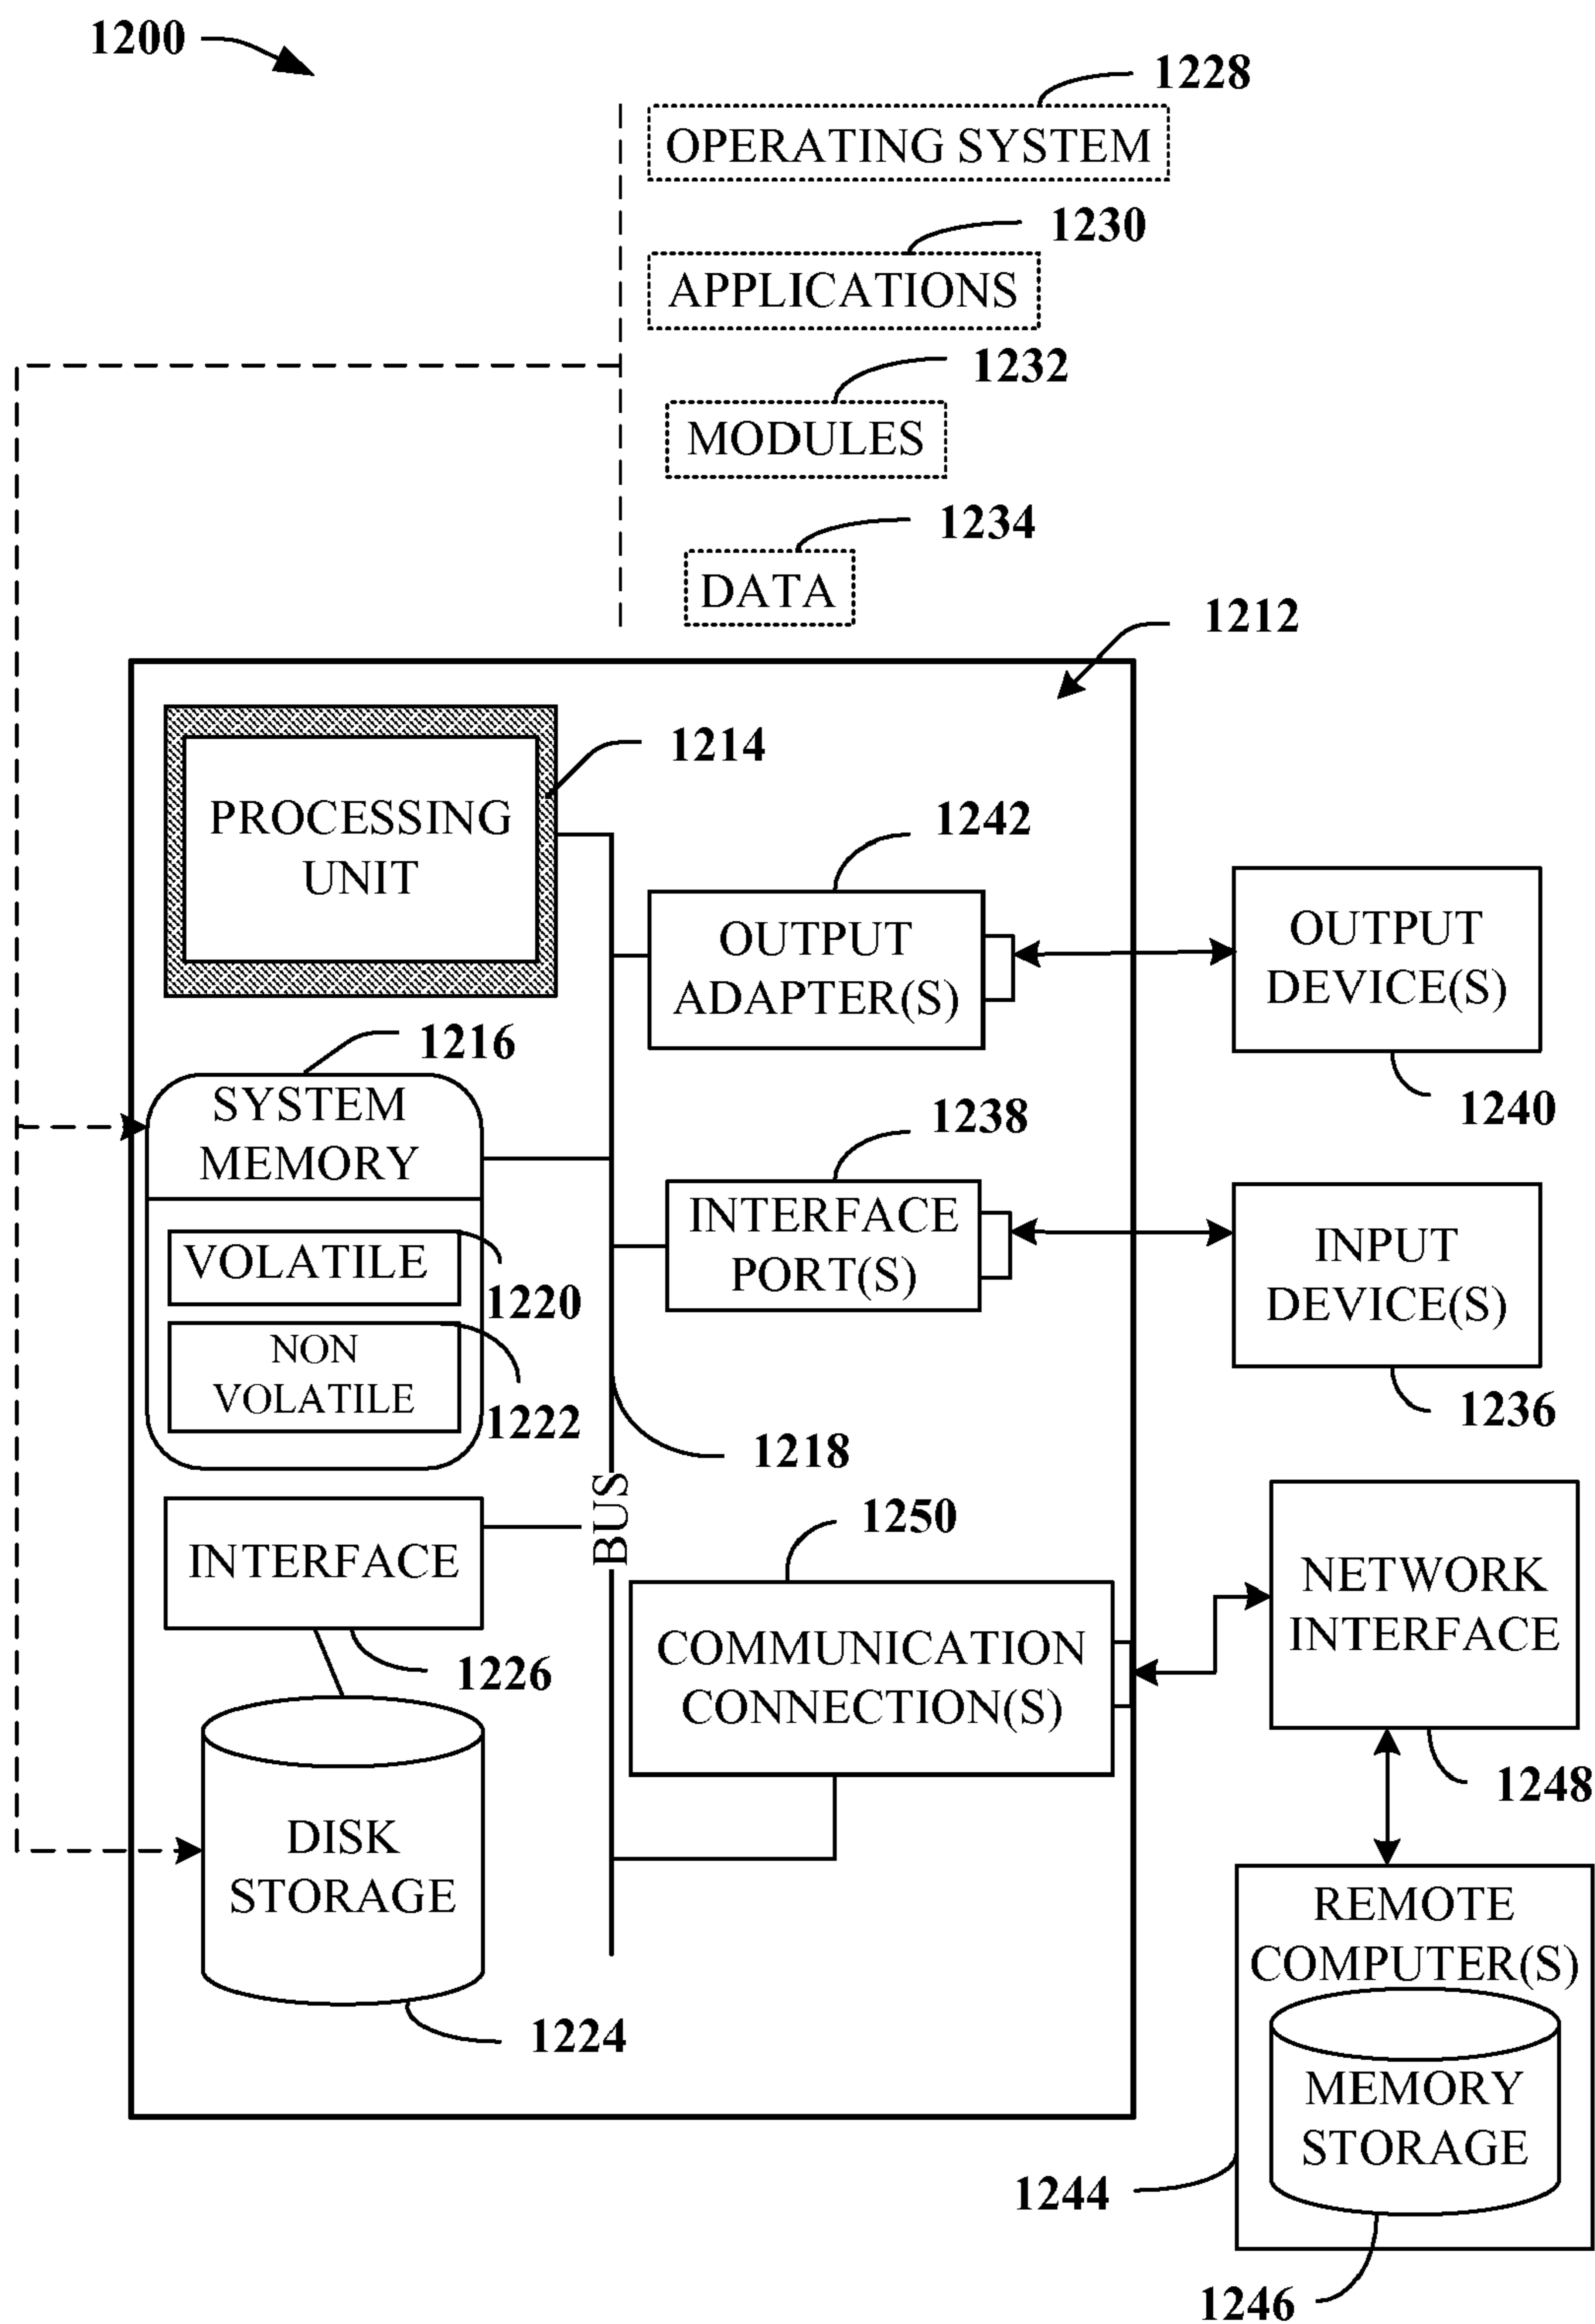 1200
1228
OPERATING SYSTEM
1230
APPLICATIONS
1232
MODULES
1234
DATA
1212
1214
PROCESSING
UNIT
1242
OUTPUT
ADAPTER(S)
OUTPUT
DEVICE(S)
1240
1216
SYSTEM
MEMORY
1238
INTERFACE
PORT(S)
INPUT
DEVICE(S)
1236
VOLATILE
1220
NON
VOLATILE
1222
1218
BUS
1250
INTERFACE
1226
COMMUNICATION
CONNECTION(S)
NETWORK
INTERFACE
1248
DISK
STORAGE
1224
REMOTE
COMPUTER(S)
MEMORY
STORAGE
1244
1246